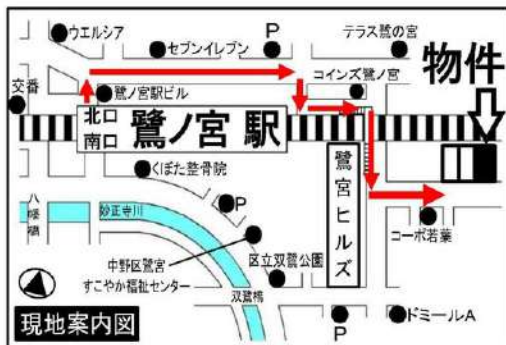 ウエルシア
セブンイレブン
P
テラス鷺の宮
物件
交番
鷺ノ宮駅ビル
コインズ鷺ノ宮
北口
南口
鷺ノ宮駅
くぼた整骨院
鷺宮ヒルズ
八幡橋
妙正寺川
P
コーポ若葉
中野区鷺宮
すこやか福祉センター
区立双鷺公園
双鷺橋
現地案内図
P
ドミールA